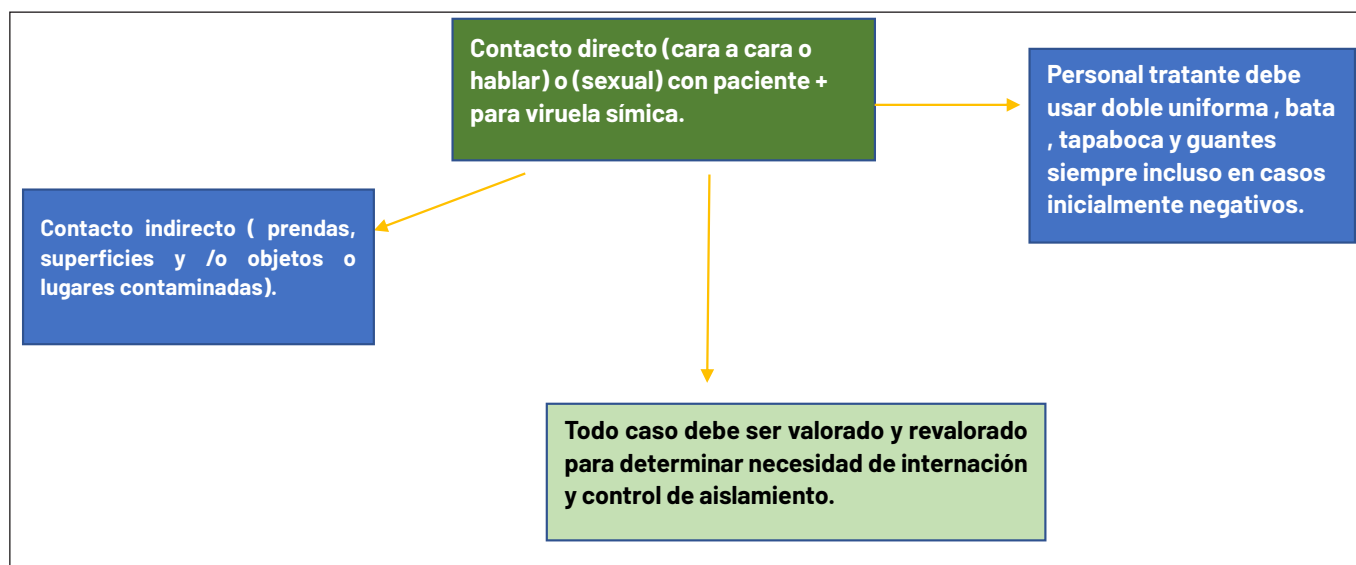 Contacto directo (cara a cara o
hablar) o (sexual) con paciente +
para viruela símica.
Personal tratante debe
usar doble uniforma , bata
, tapaboca y guantes
siempre incluso en casos
inicialmente negativos.
Contacto indirecto ( prendas,
superficies y /o objetos o
lugares contaminadas).
Todo caso debe ser valorado y revalorado
para determinar necesidad de internación
y control de aislamiento.